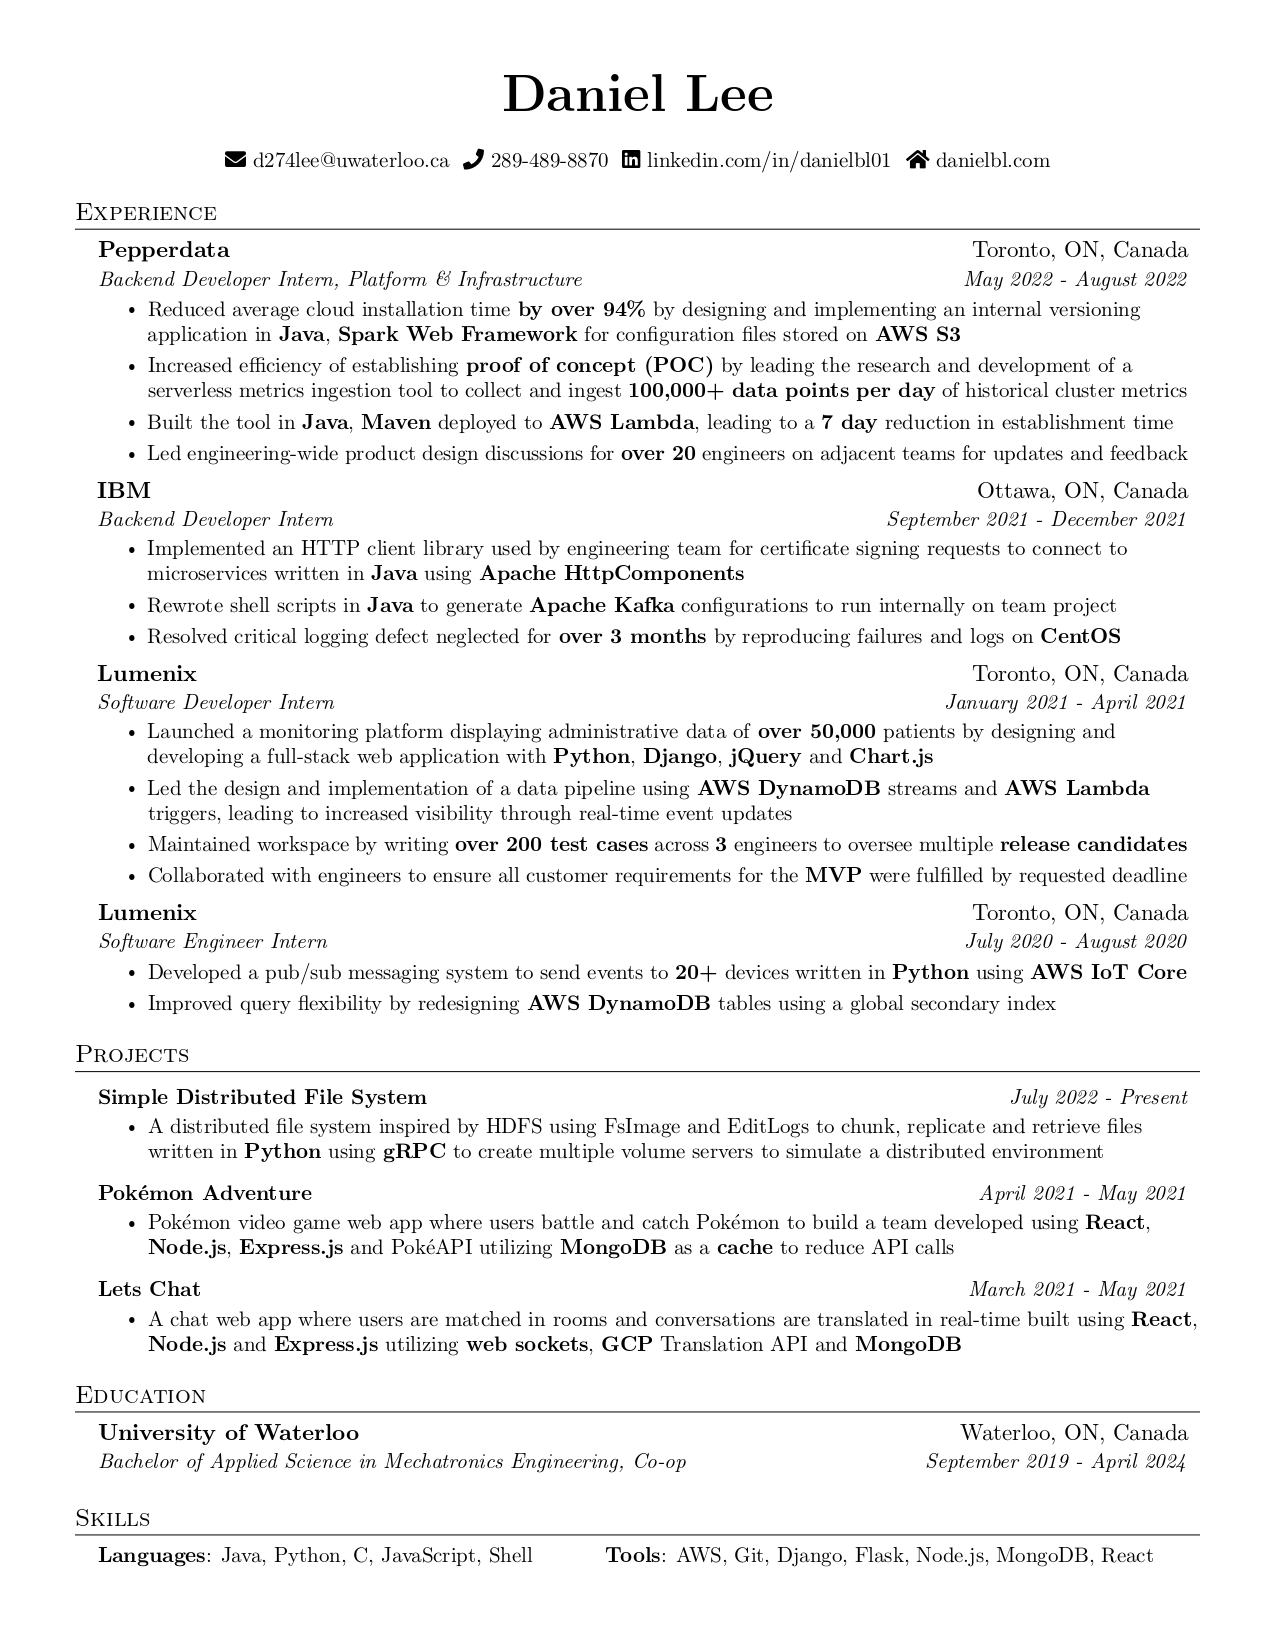 Daniel Lee
d274lee@uwaterloo.ca 289-489-8870 linkedin.com/in/danielbl01 danielbl.com
Experience
Pepperdata Toronto, ON, Canada
Backend Developer Intern, Platform & Infrastructure May 2022 - August 2022
• Reduced average cloud installation time by over 94% by designing and implementing an internal versioning
application in Java, Spark Web Framework for configuration files stored on AWS S3
• Increased efficiency of establishing proof of concept (POC) by leading the research and development of a
serverless metrics ingestion tool to collect and ingest 100,000+ data points per day of historical cluster metrics
• Built the tool in Java, Maven deployed to AWS Lambda, leading to a 7 day reduction in establishment time
• Led engineering-wide product design discussions for over 20 engineers on adjacent teams for updates and feedback
IBM Ottawa, ON, Canada
Backend Developer Intern September 2021 - December 2021
• Implemented an HTTP client library used by engineering team for certificate signing requests to connect to
microservices written in Java using Apache HttpComponents
• Rewrote shell scripts in Java to generate Apache Kafka configurations to run internally on team project
• Resolved critical logging defect neglected for over 3 months by reproducing failures and logs on CentOS
Lumenix Toronto, ON, Canada
Software Developer Intern January 2021 - April 2021
• Launched a monitoring platform displaying administrative data of over 50,000 patients by designing and
developing a full-stack web application with Python, Django, jQuery and Chart.js
• Led the design and implementation of a data pipeline using AWS DynamoDB streams and AWS Lambda
triggers, leading to increased visibility through real-time event updates
• Maintained workspace by writing over 200 test cases across 3 engineers to oversee multiple release candidates
• Collaborated with engineers to ensure all customer requirements for the MVP were fulfilled by requested deadline
Lumenix Toronto, ON, Canada
Software Engineer Intern July 2020 - August 2020
• Developed a pub/sub messaging system to send events to 20+ devices written in Python using AWS IoT Core
• Improved query flexibility by redesigning AWS DynamoDB tables using a global secondary index
Projects
Simple Distributed File System July 2022 - Present
• A distributed file system inspired by HDFS using FsImage and EditLogs to chunk, replicate and retrieve files
written in Python using gRPC to create multiple volume servers to simulate a distributed environment
Pokémon Adventure April 2021 - May 2021
• Pokémon video game web app where users battle and catch Pokémon to build a team developed using React,
Node.js, Express.js and PokéAPI utilizing MongoDB as a cache to reduce API calls
Lets Chat March 2021 - May 2021
• A chat web app where users are matched in rooms and conversations are translated in real-time built using React,
Node.js and Express.js utilizing web sockets, GCP Translation API and MongoDB
Education
University of Waterloo Waterloo, ON, Canada
Bachelor of Applied Science in Mechatronics Engineering, Co-op September 2019 - April 2024
Skills
Languages: Java, Python, C, JavaScript, Shell Tools: AWS, Git, Django, Flask, Node.js, MongoDB, React